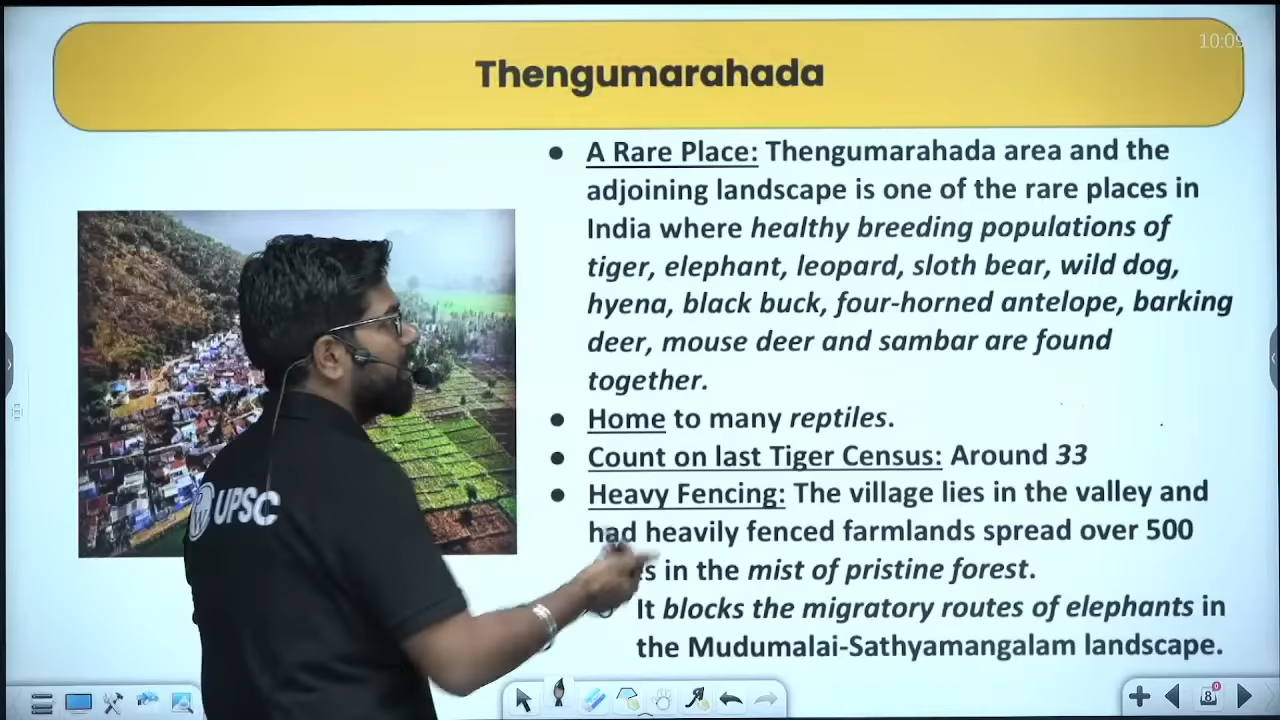 10:09
Thengumarahada
● A Rare Place: Thengumarahada area and the
adjoining landscape is one of the rare places in
India where healthy breeding populations of
tiger, elephant, leopard, sloth bear, wild dog,
hyena, black buck, four-horned antelope, barking
deer, mouse deer and sambar are found
together.
● Home to many reptiles.
● Count on last Tiger Census: Around 33
● Heavy Fencing: The village lies in the valley and
had heavily fenced farmlands spread over 500
in the mist of pristine forest.
It blocks the migratory routes of elephants in
the Mudumalai-Sathyamangalam landscape.
UPSC
8
0